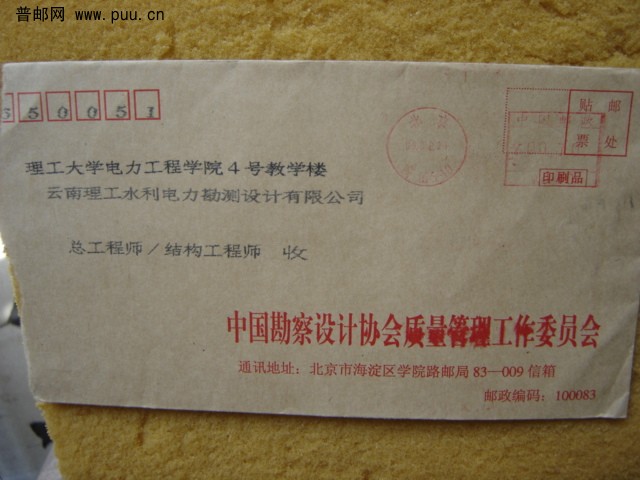 普邮网 www.puu.cn
650051
贴 邮
票 处
印刷品
理工大学电力工程学院4号教学楼
云南理工水利电力勘测设计有限公司
总工程师/结构工程师 收
中国勘察设计协会质量管理工作委员会
通讯地址：北京市海淀区学院路邮局83—009信箱
邮政编码：100083